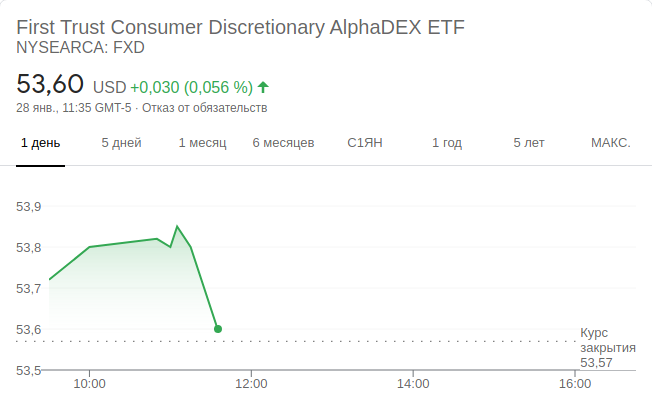 First Trust Consumer Discretionary AlphaDEX ETF
NYSEARCA: FXD
53,60 USD +0,030 (0,056 %)
28 янв., 11:35 GMT-5 · Отказ от обязательств
1 день 5 дней 1 месяц 6 месяцев С1ЯН 1 год 5 лет МАКС.
53,9
53,8
53,7
53,6
53,5
Курс
закрытия
53,57
10:00 12:00 14:00 16:00